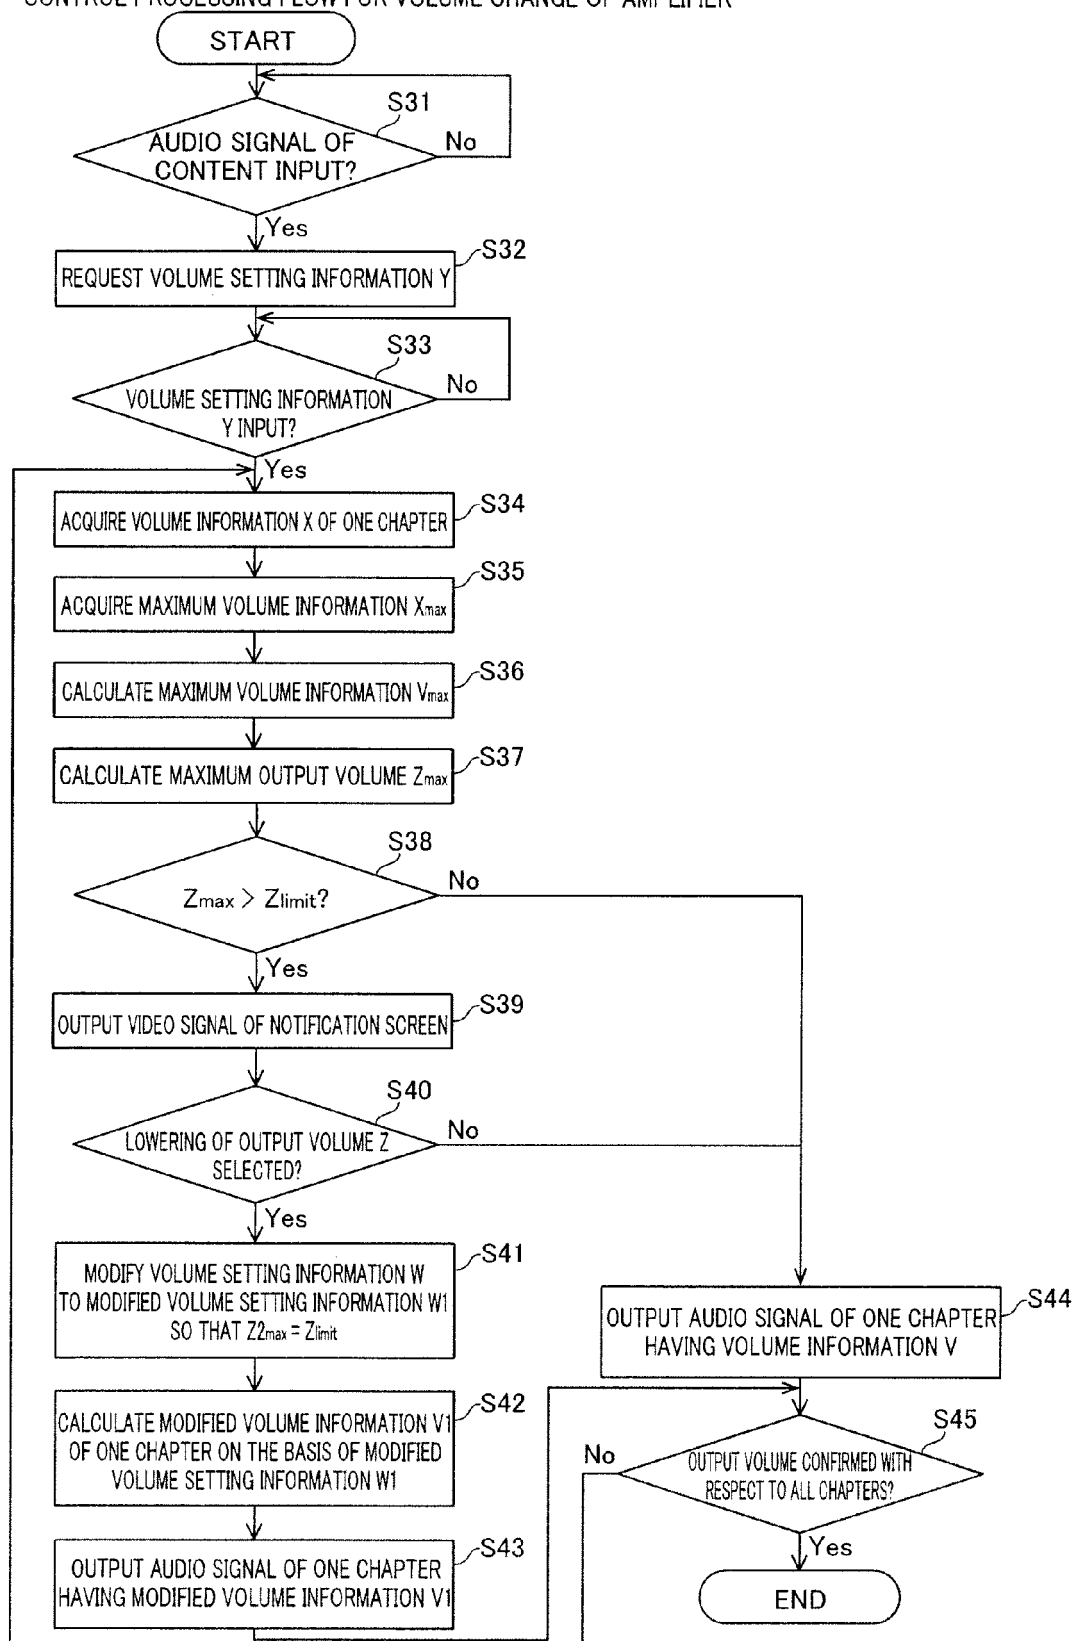 CONTROL PROCESSING FLOW FOR VOLUME CHANGE OF AMPLIFIER
START
S31
AUDIO SIGNAL OF
CONTENT INPUT?
No
Yes
S32
REQUEST VOLUME SETTING INFORMATION Y
S33
VOLUME SETTING INFORMATION
Y INPUT?
No
Yes
S34
ACQUIRE VOLUME INFORMATION X OF ONE CHAPTER
S35
ACQUIRE MAXIMUM VOLUME INFORMATION Xmax
S36
CALCULATE MAXIMUM VOLUME INFORMATION Vmax
S37
CALCULATE MAXIMUM OUTPUT VOLUME Zmax
S38
Zmax > Zlimit?
No
Yes
S39
OUTPUT VIDEO SIGNAL OF NOTIFICATION SCREEN
S40
LOWERING OF OUTPUT VOLUME Z
SELECTED?
No
Yes
S41
MODIFY VOLUME SETTING INFORMATION W
TO MODIFIED VOLUME SETTING INFORMATION W1
SO THAT Z2max = Zlimit
S42
CALCULATE MODIFIED VOLUME INFORMATION V1
OF ONE CHAPTER ON THE BASIS OF MODIFIED
VOLUME SETTING INFORMATION W1
S43
OUTPUT AUDIO SIGNAL OF ONE CHAPTER
HAVING MODIFIED VOLUME INFORMATION V1
S44
OUTPUT AUDIO SIGNAL OF ONE CHAPTER
HAVING VOLUME INFORMATION V
S45
OUTPUT VOLUME CONFIRMED WITH
RESPECT TO ALL CHAPTERS?
No
Yes
END